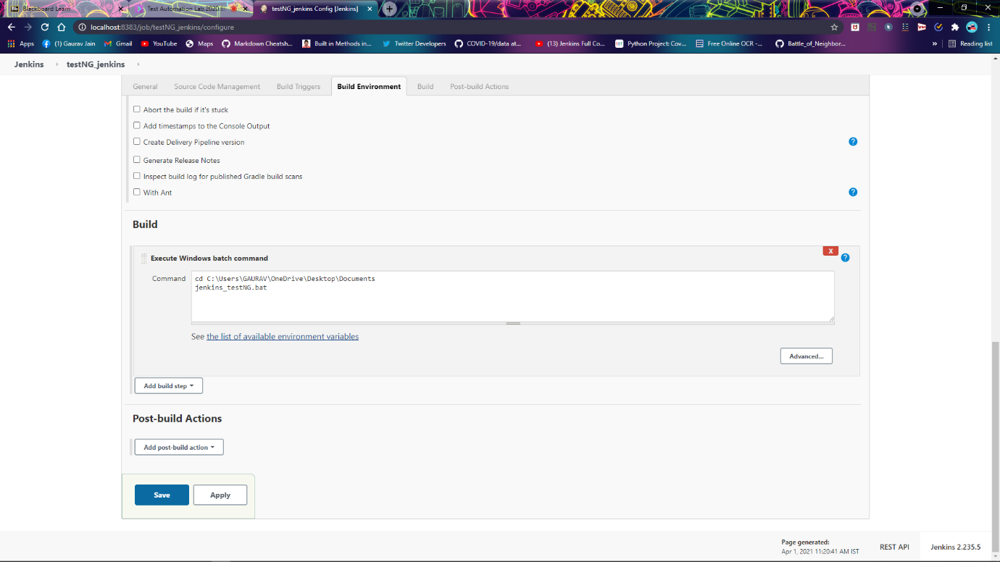 Blackboard Learn
Test Automation Lab 2020
testNG_jenkins Config [Jenkins]
localhost:8383/job/testNG_jenkins/configure
Apps
(1) Gaurav Jain
Gmail
YouTube
Maps
Markdown Cheatsh...
Built in Methods in...
Twitter Developers
COVID-19/data at...
(13) Jenkins Full Co...
Python Project: Cov...
Free Online OCR -...
Battle_of_Neighbor...
»
Reading list
Jenkins
testNG_jenkins
General
Source Code Management
Build Triggers
Build Environment
Build
Post-build Actions
Abort the build if it's stuck
Add timestamps to the Console Output
Create Delivery Pipeline version
Generate Release Notes
Inspect build log for published Gradle build scans
With Ant
Build
X
Execute Windows batch command
Command
cd C:\Users\GAURAV\OneDrive\Desktop\Documents
jenkins_testNG.bat
See the list of available environment variables
Advanced...
Add build step
Post-build Actions
Add post-build action
Save
Apply
Page generated:
Apr 1, 2021 11:20:41 AM IST
REST API
Jenkins 2.235.5